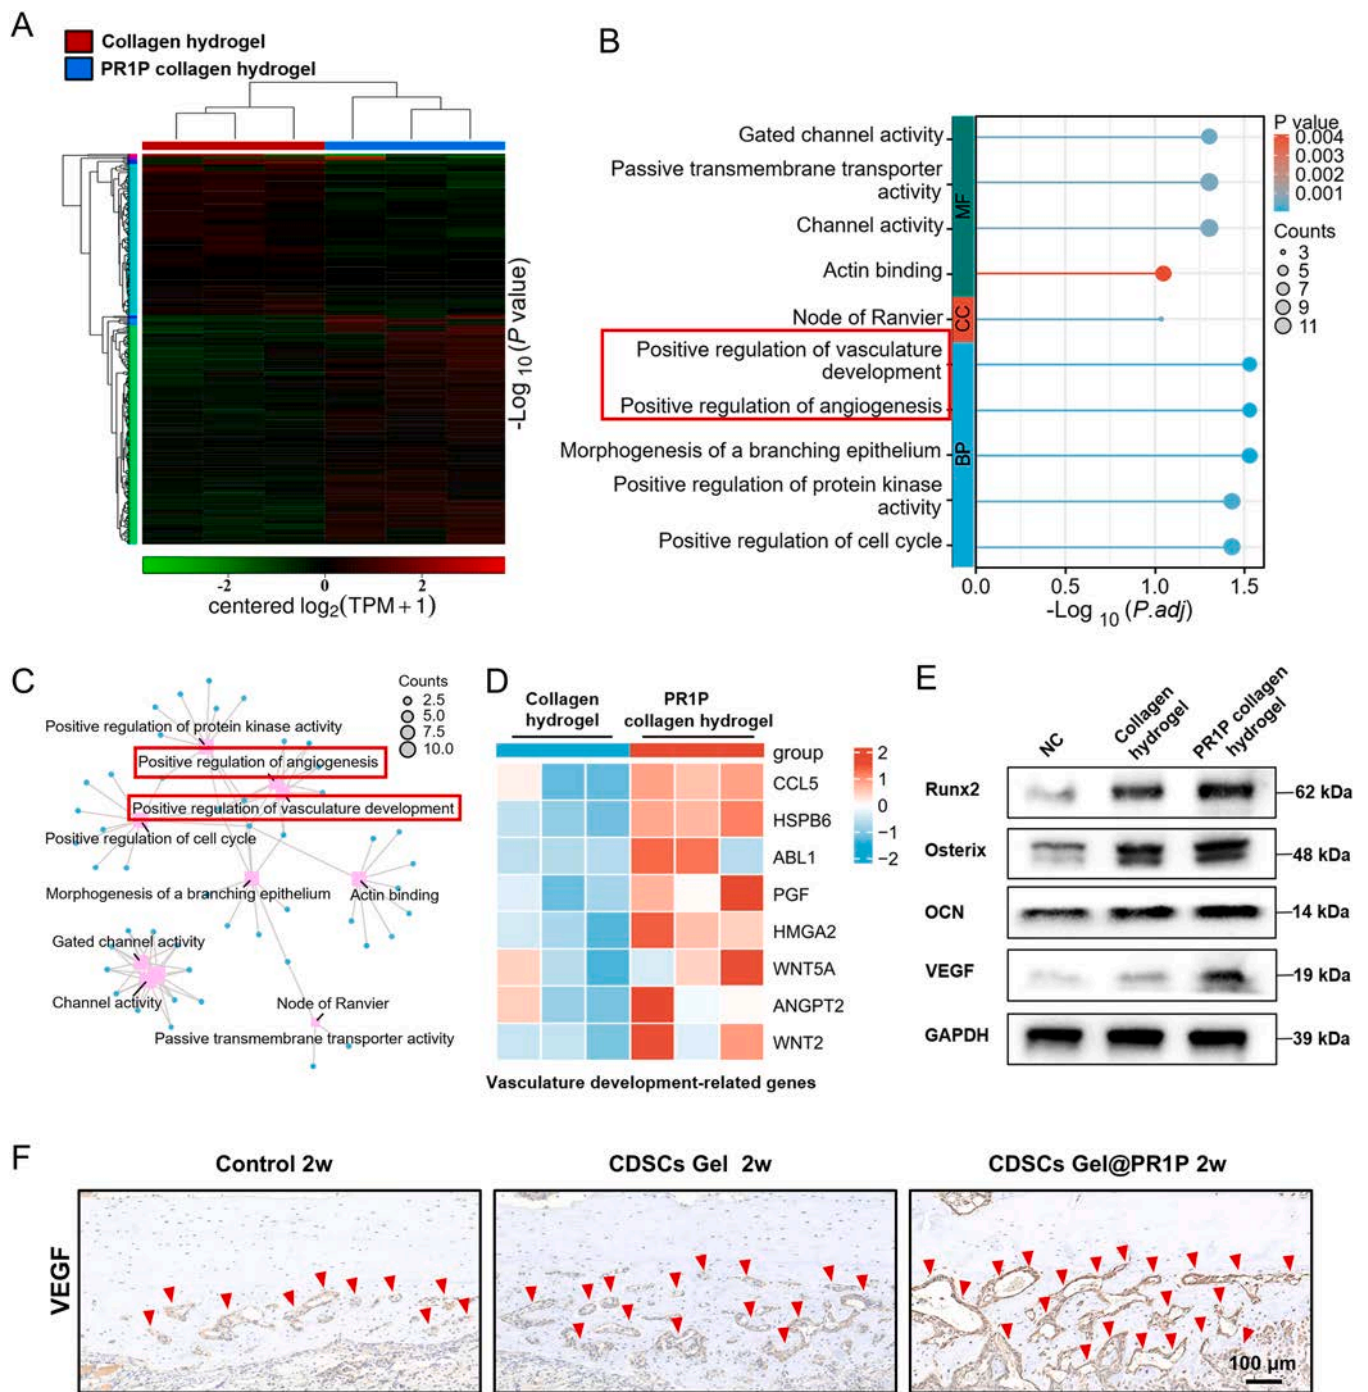 A
Collagen hydrogel
PR1P collagen hydrogel
-Log 10 (P value)
-2 0 2
centered log2(TPM+1)
B
Gated channel activity
Passive transmembrane transporter
activity
Channel activity
Actin binding
Node of Ranvier
Positive regulation of vasculature
development
Positive regulation of angiogenesis
Morphogenesis of a branching epithelium
Positive regulation of protein kinase
activity
Positive regulation of cell cycle
MF
CC
BP
0.0 0.5 1.0 1.5
-Log 10 (P.adj)
P value
0.004
0.003
0.002
0.001
Counts
3
5
7
9
11
C
Counts
2.5
5.0
7.5
10.0
Positive regulation of protein kinase activity
Positive regulation of angiogenesis
Positive regulation of vasculature development
Positive regulation of cell cycle
Morphogenesis of a branching epithelium
Actin binding
Gated channel activity
Channel activity
Node of Ranvier
Passive transmembrane transporter activity
D
Collagen
hydrogel
PR1P
collagen hydrogel
group
CCL5
HSPB6
ABL1
PGF
HMGA2
WNT5A
ANGPT2
WNT2
2
1
0
−1
−2
Vasculature development-related genes
E
NC
Collagen
hydrogel
PR1P collagen
hydrogel
Runx2
62 kDa
Osterix
48 kDa
OCN
14 kDa
VEGF
19 kDa
GAPDH
39 kDa
F
Control 2w
CDSCs Gel 2w
CDSCs Gel@PR1P 2w
VEGF
100 μm